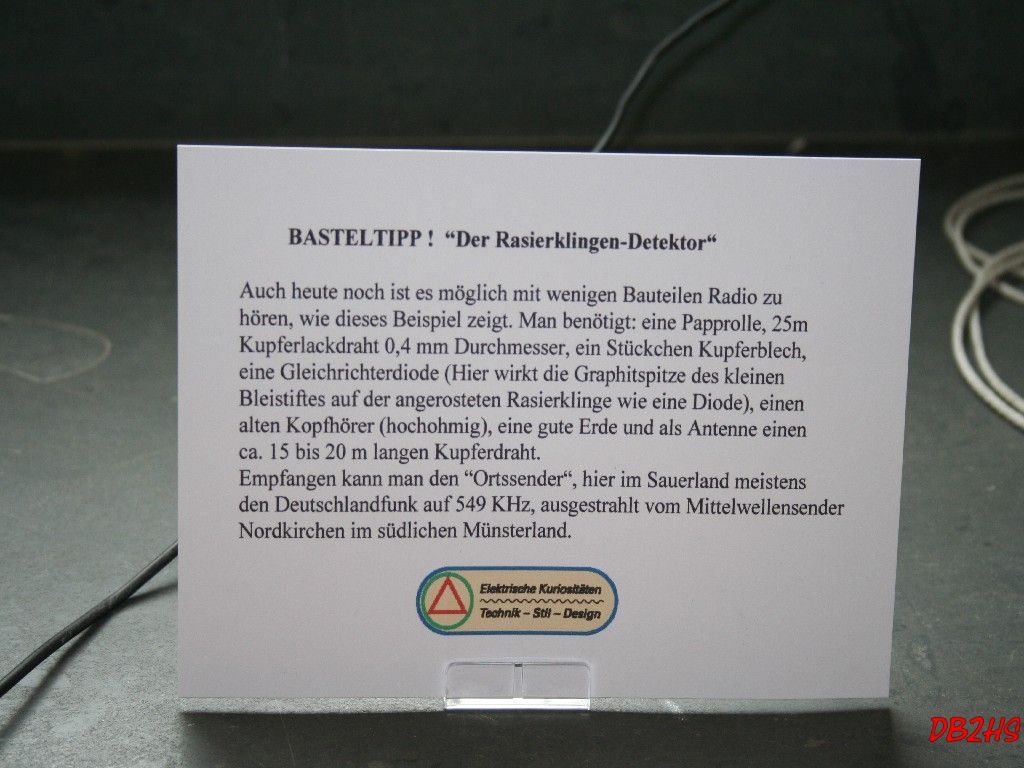 BASTELTIPP ! “Der Rasierklingen-Detektor“
Auch heute noch ist es möglich mit wenigen Bauteilen Radio zu
hören, wie dieses Beispiel zeigt. Man benötigt: eine Papprolle, 25m
Kupferlackdraht 0,4 mm Durchmesser, ein Stückchen Kupferblech,
eine Gleichrichterdiode (Hier wirkt die Graphitspitze des kleinen
Bleistiftes auf der angerosteten Rasierklinge wie eine Diode), einen
alten Kopfhörer (hochohmig), eine gute Erde und als Antenne einen
ca. 15 bis 20 m langen Kupferdraht.
Empfangen kann man den “Ortssender“, hier im Sauerland meistens
den Deutschlandfunk auf 549 KHz, ausgestrahlt vom Mittelwellensender
Nordkirchen im südlichen Münsterland.
Elektrische Kuriositäten
Technik – Stil – Design
DB2HS